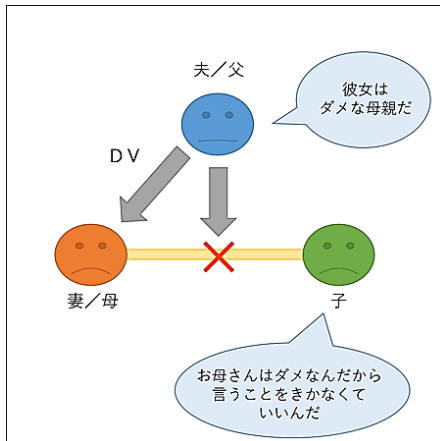 夫／父
彼女は
ダメな母親だ
ＤＶ
妻／母
子
お母さんはダメなんだから
言うことをきかなくて
いいんだ